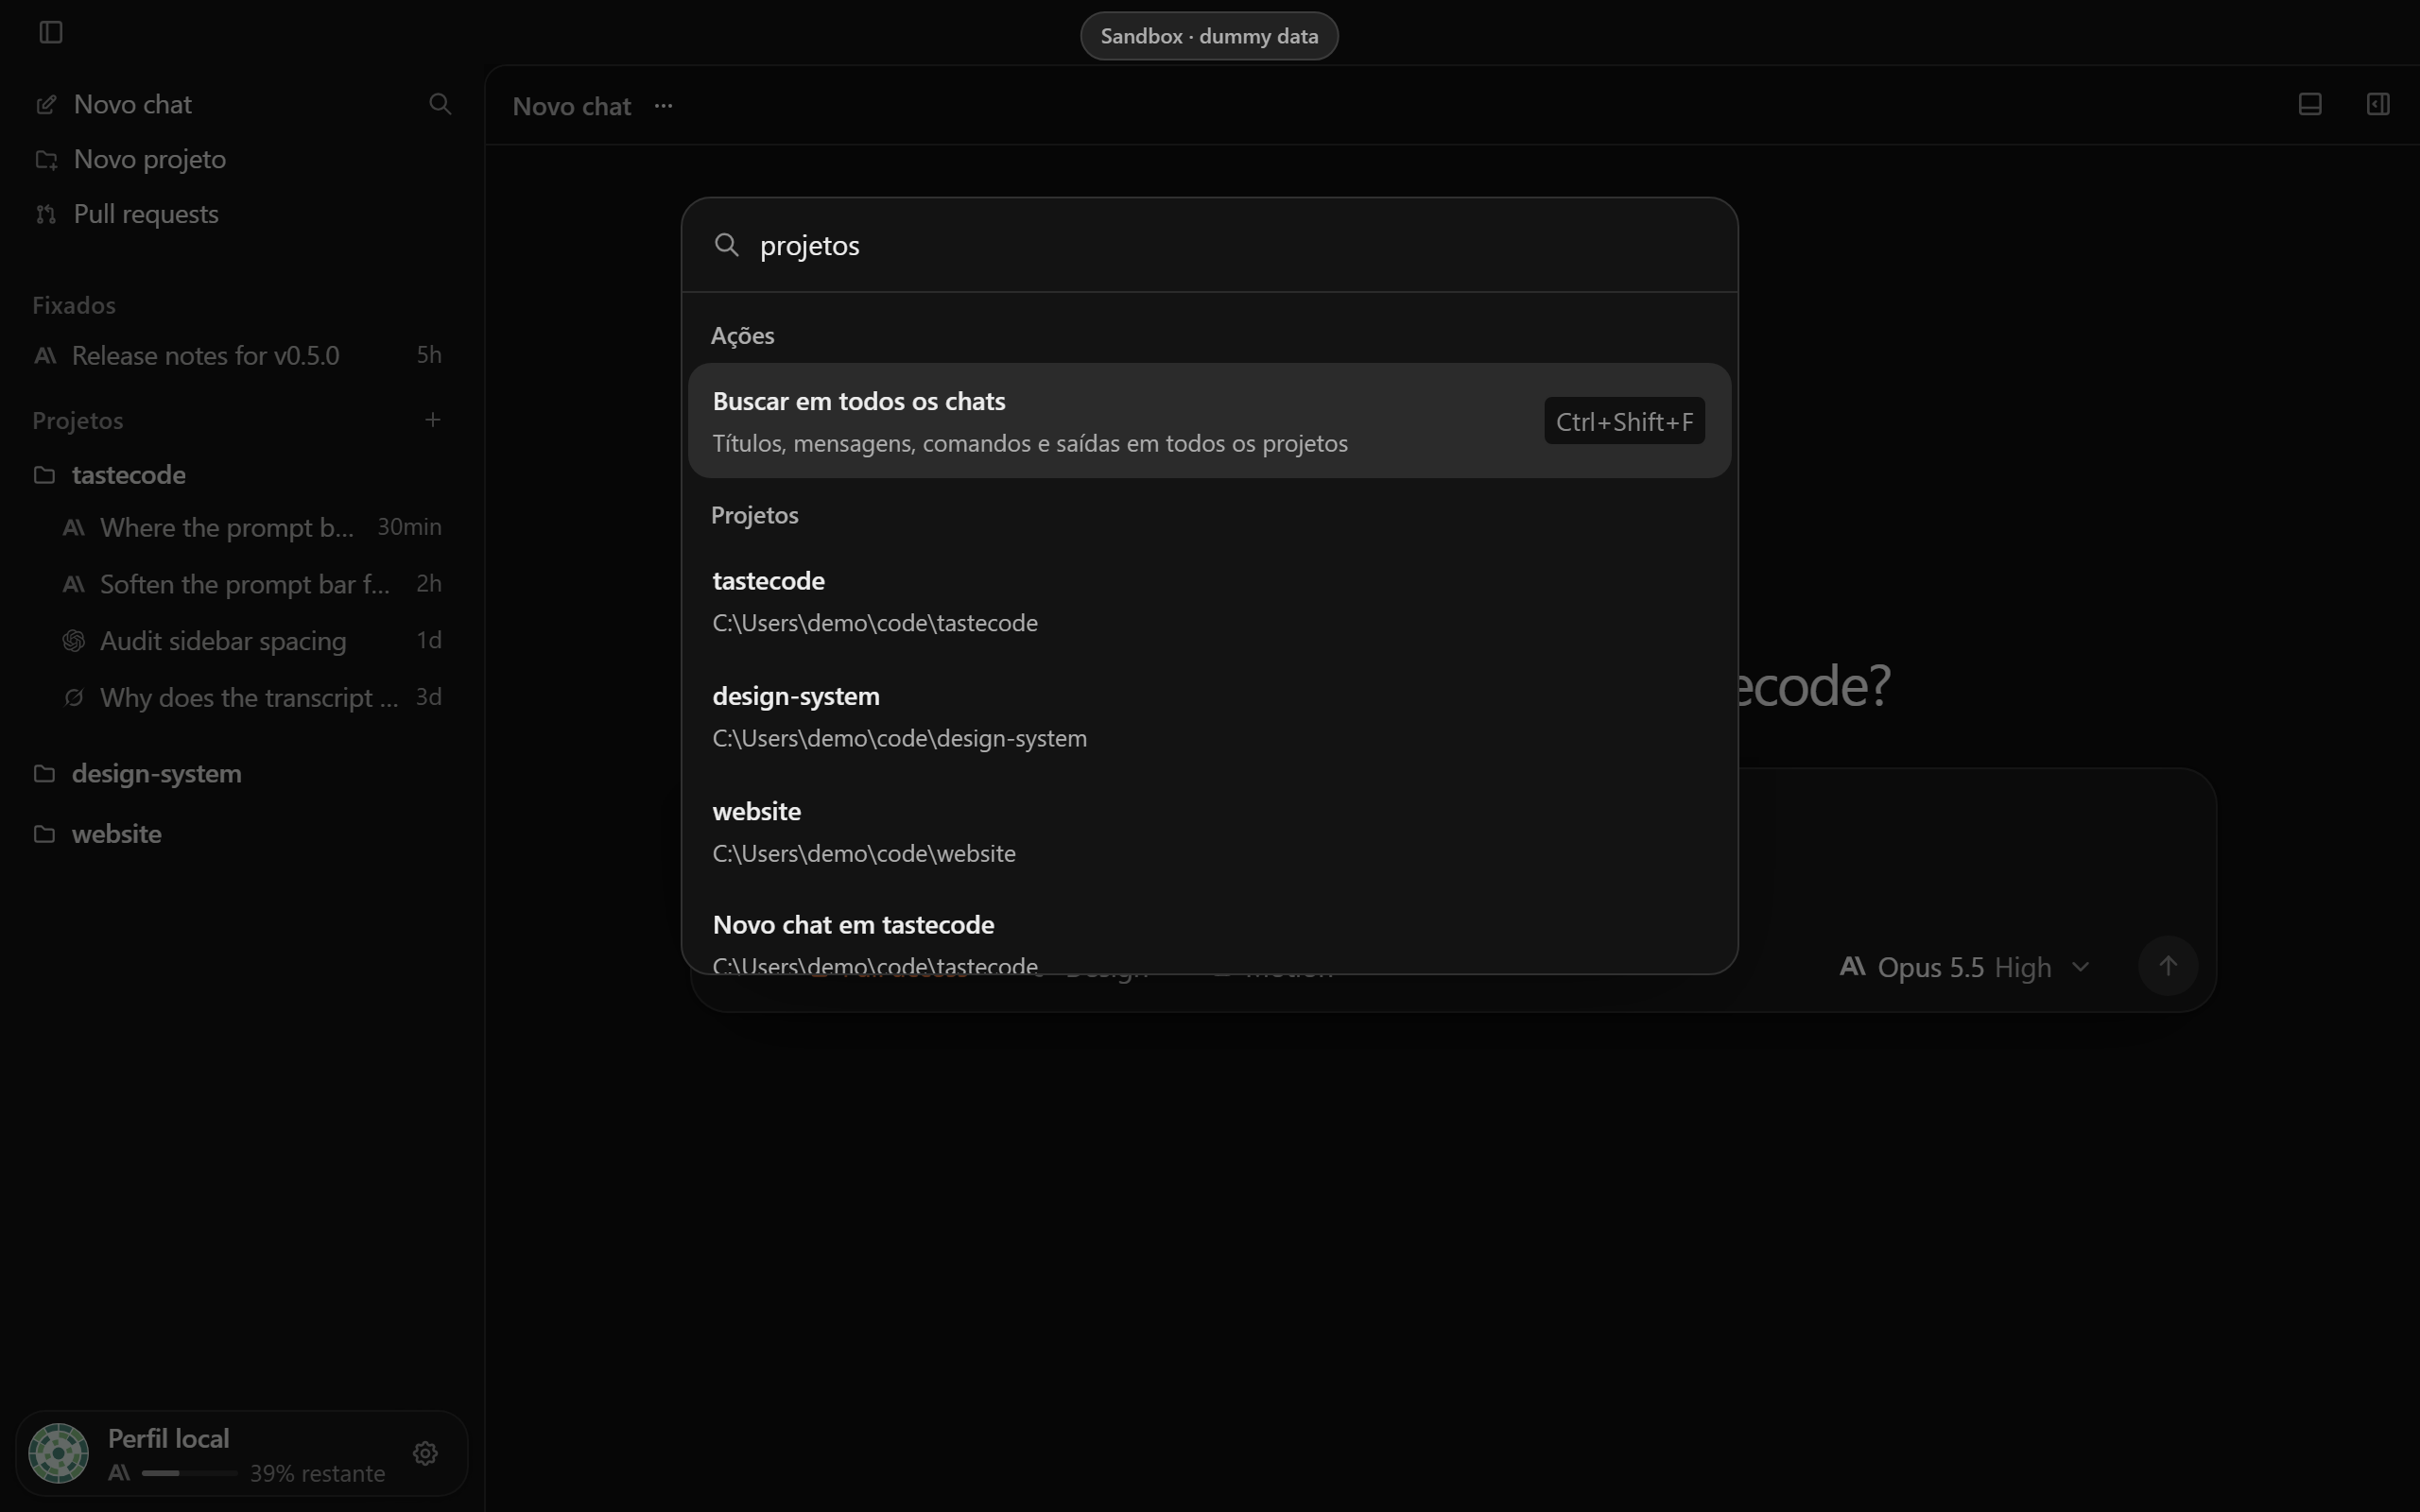 Sandbox · dummy data
Novo chat
Novo projeto
Pull requests
Fixados
Release notes for v0.5.0 5h
Projetos
tastecode
Where the prompt b... 30min
Soften the prompt bar f... 2h
Audit sidebar spacing 1d
Why does the transcript ... 3d
design-system
website
Perfil local
39% restante
Novo chat
projetos
Ações
Buscar em todos os chats
Títulos, mensagens, comandos e saídas em todos os projetos
Ctrl+Shift+F
Projetos
tastecode
C:\Users\demo\code\tastecode
design-system
C:\Users\demo\code\design-system
website
C:\Users\demo\code\website
Novo chat em tastecode
C:\Users\demo\code\tastecode
ecode?
Opus 5.5 High